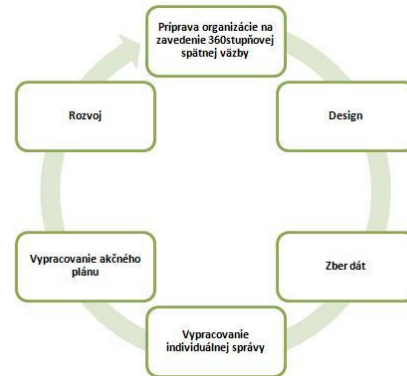 Príprava organizácie na
zavedenie 360stupňovej
spätnej väzby
Design
Zber dát
Vypracovanie
individuálnej správy
Vypracovanie akčného
plánu
Rozvoj